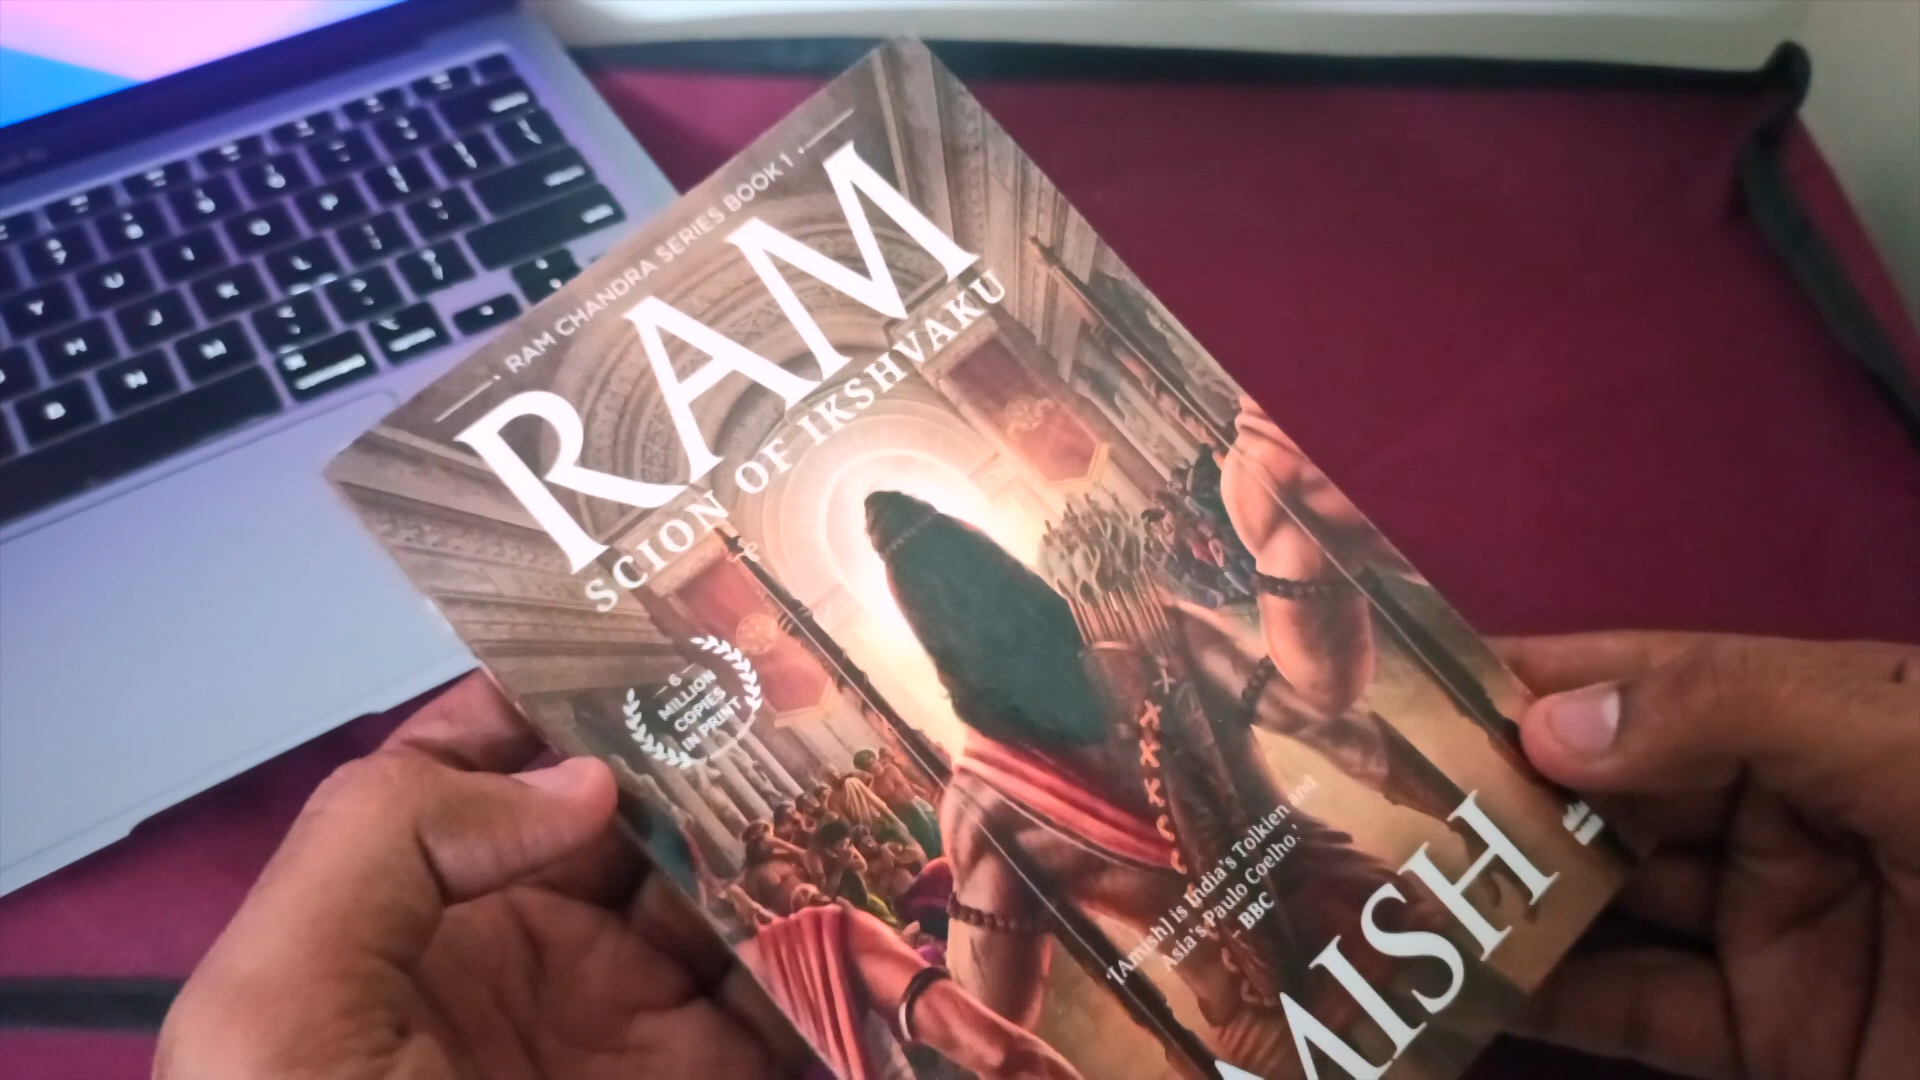 RAM CHANDRA SERIES BOOK 1
RAM
SCION OF IKSHVAKU
6
MILLION
COPIES
IN PRINT
'[Amish] is India's Tolkien and
Asia's Paulo Coelho.'
– BBC
MISH
Y
U
I
O
P
J
K
L
B
N
M